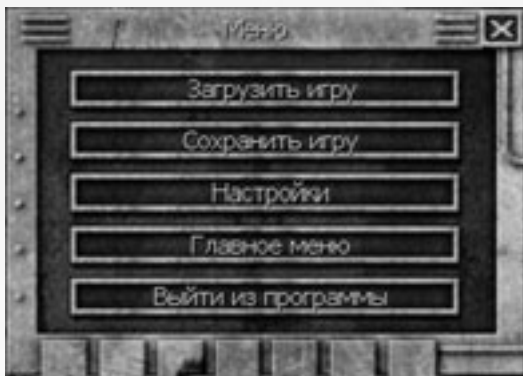 Меню
Загрузить игру
Сохранить игру
Настройки
Главное меню
Выйти из программы